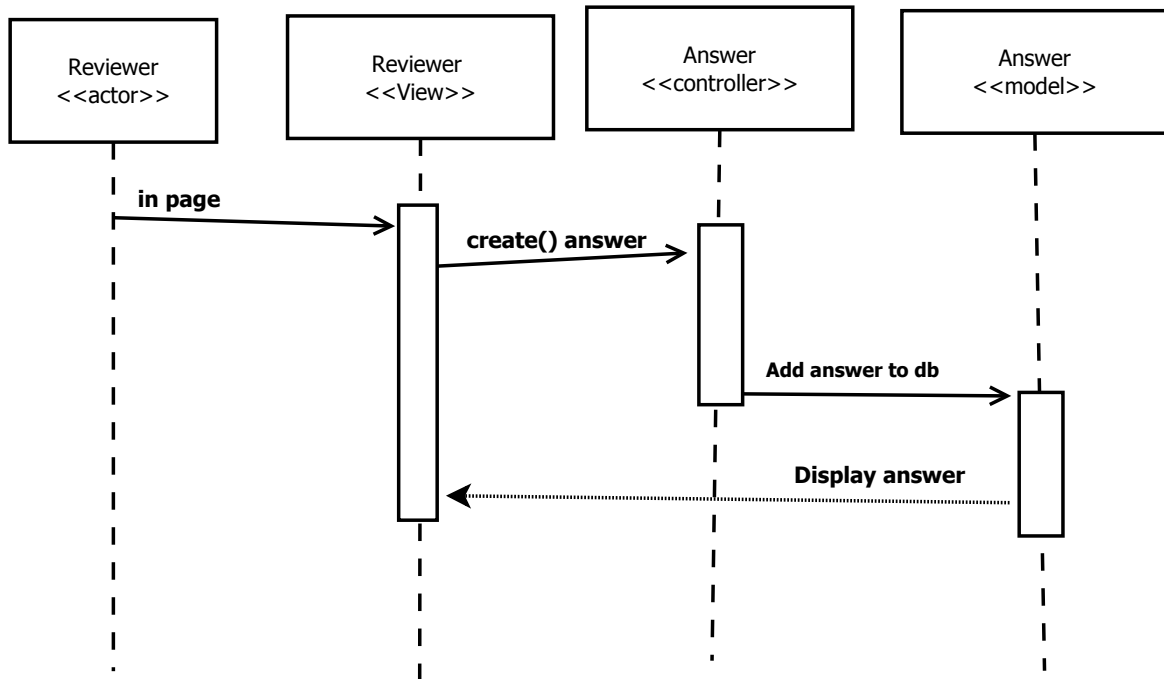 Reviewer
<<actor>>
Reviewer
<<View>>
Answer
<<controller>>
Answer
<<model>>
in page
create() answer
Add answer to db
Display answer